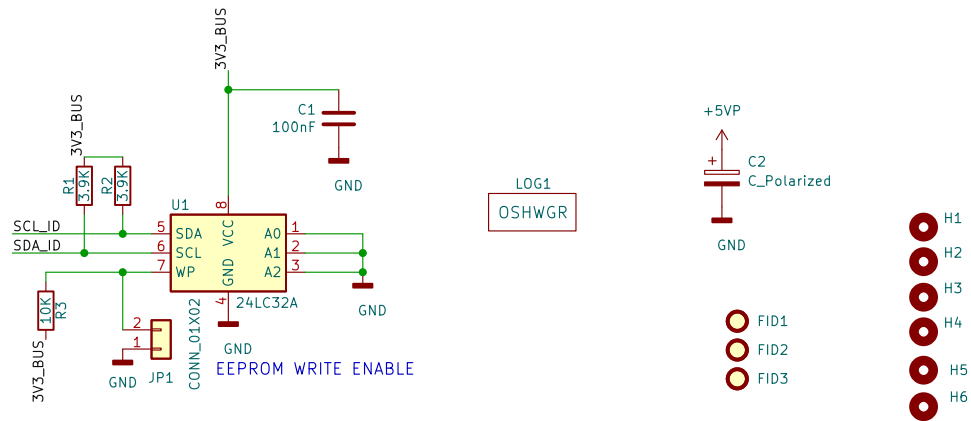 3V3_BUS
C1
100nF
GND
3V3_BUS
R1
3.9K
R2
3.9K
SCL_ID
SDA_ID
U1
5
6
7
SDA
SCL
WP
8
VCC
GND
4
A0
A1
A2
1
2
3
24LC32A
GND
GND
10K
R3
3V3_BUS
2
1
GND
JP1
CONN_01X02
EEPROM WRITE ENABLE
LOG1
OSHWGR
+5VP
+
C2
C_Polarized
GND
FID1
FID2
FID3
H1
H2
H3
H4
H5
H6